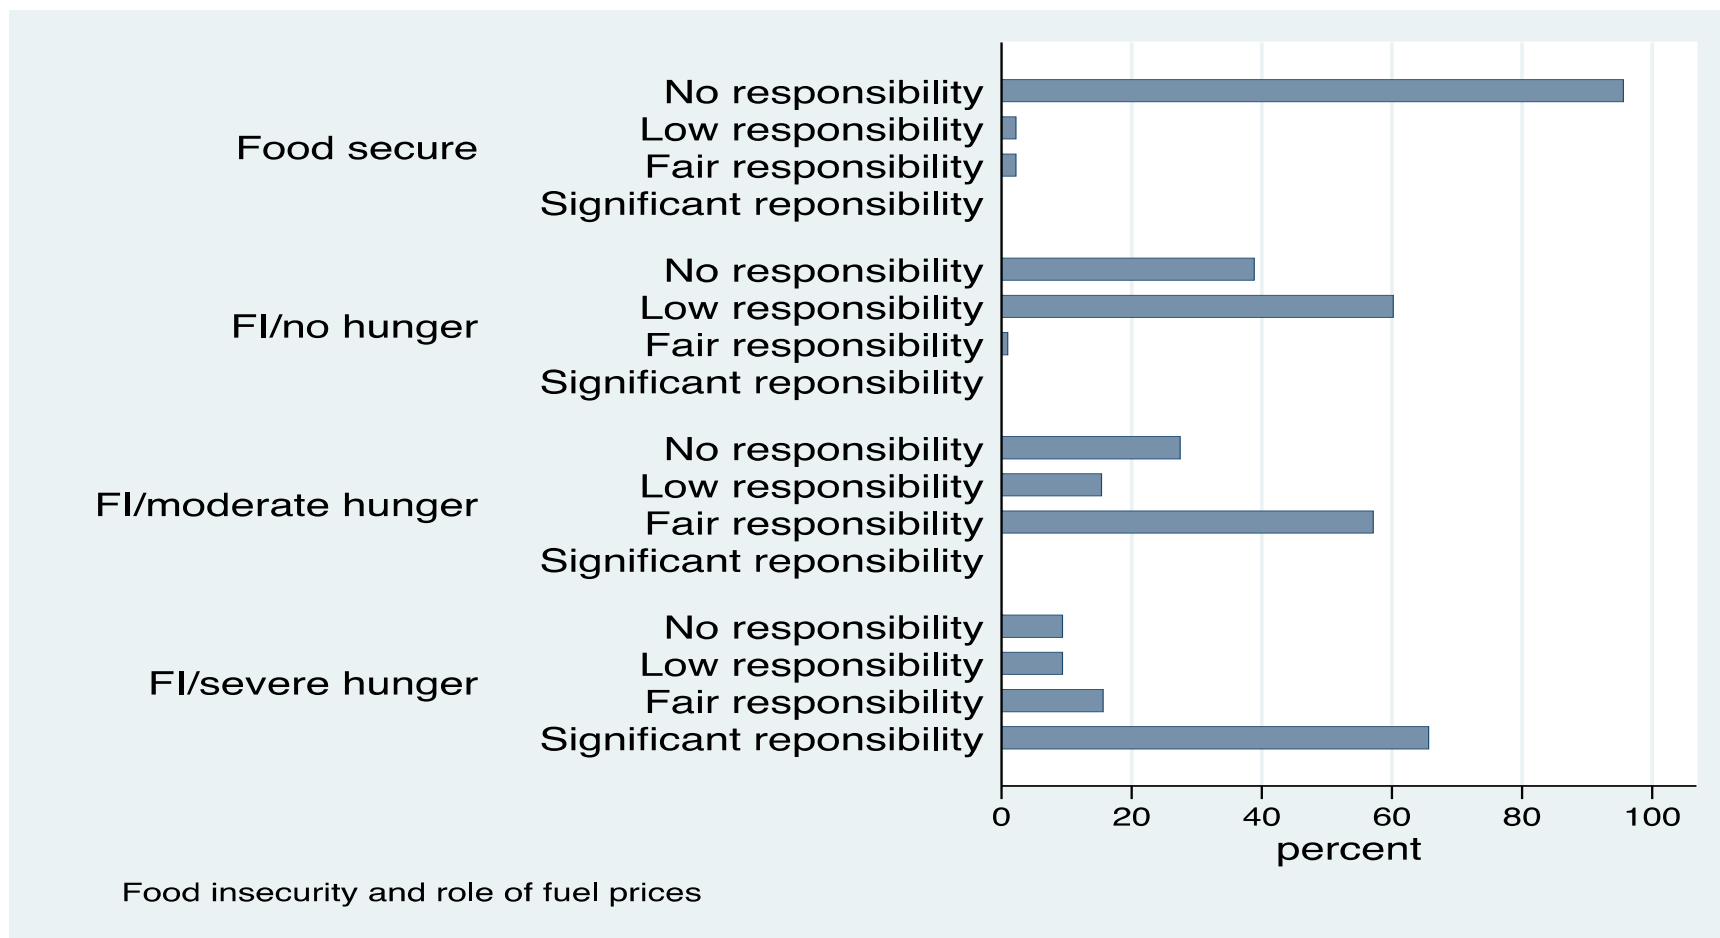 No responsibility
Low responsibility
Food secure
Fair responsibility
Significant reponsibility
No responsibility
Low responsibility
FI/no hunger
Fair responsibility
Significant reponsibility
No responsibility
Low responsibility
FI/moderate hunger
Fair responsibility
Significant reponsibility
No responsibility
Low responsibility
FI/severe hunger
Fair responsibility
Significant reponsibility
0 20 40 60 80 100
percent
Food insecurity and role of fuel prices